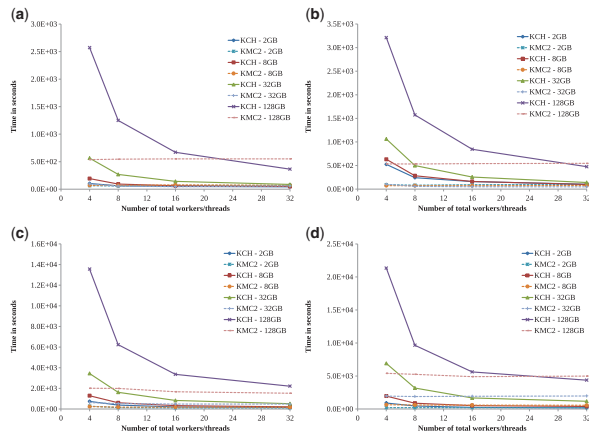 (a)
3.0E+03
2.5E+03
2.0E+03
1.5E+03
1.0E+03
5.0E+02
0.0E+00
Time in seconds
0 4 8 12 16 20 24 28 32
Number of total workers/threads
KCH - 2GB
KMC2 - 2GB
KCH - 8GB
KMC2 - 8GB
KCH - 32GB
KMC2 - 32GB
KCH - 128GB
KMC2 - 128GB
(b)
3.5E+03
3.0E+03
2.5E+03
2.0E+03
1.5E+03
1.0E+03
5.0E+02
0.0E+00
Time in seconds
0 4 8 12 16 20 24 28 32
Number of total workers/threads
KCH - 2GB
KMC2 - 2GB
KCH - 8GB
KMC2 - 8GB
KCH - 32GB
KMC2 - 32GB
KCH - 128GB
KMC2 - 128GB
(c)
1.6E+04
1.4E+04
1.2E+04
1.0E+04
8.0E+03
6.0E+03
4.0E+03
2.0E+03
0.0E+00
Time in seconds
0 4 8 12 16 20 24 28 32
Number of total workers/threads
KCH - 2GB
KMC2 - 2GB
KCH - 8GB
KMC2 - 8GB
KCH - 32GB
KMC2 - 32GB
KCH - 128GB
KMC2 - 128GB
(d)
2.5E+04
2.0E+04
1.5E+04
1.0E+04
5.0E+03
0.0E+00
Time in seconds
0 4 8 12 16 20 24 28 32
Number of total workers/threads
KCH - 2GB
KMC2 - 2GB
KCH - 8GB
KMC2 - 8GB
KCH - 32GB
KMC2 - 32GB
KCH - 128GB
KMC2 - 128GB